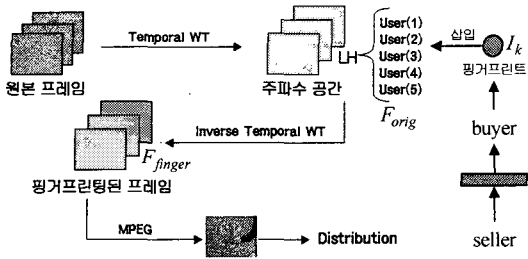 Temporal WT
원본 프레임
주파수 공간
LH
User(1)
User(2)
User(3)
User(4)
User(5)
F_orig
삽입
I_k
핑거프린트
buyer
seller
Inverse Temporal WT
F_finger
핑거프린팅된 프레임
MPEG
Distribution